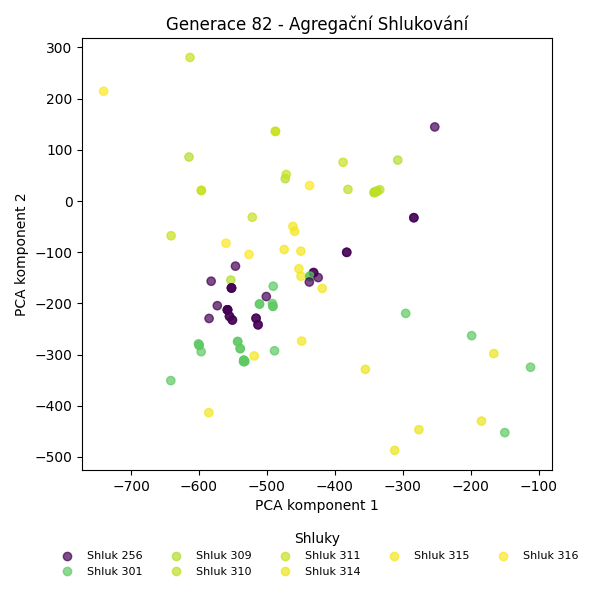 Generace 82 - Agregační Shlukování
300
200
100
0
−100
−200
−300
−400
−500
PCA komponent 2
−700 −600 −500 −400 −300 −200 −100
PCA komponent 1
Shluky
Shluk 256 Shluk 309 Shluk 311 Shluk 315 Shluk 316
Shluk 301 Shluk 310 Shluk 314